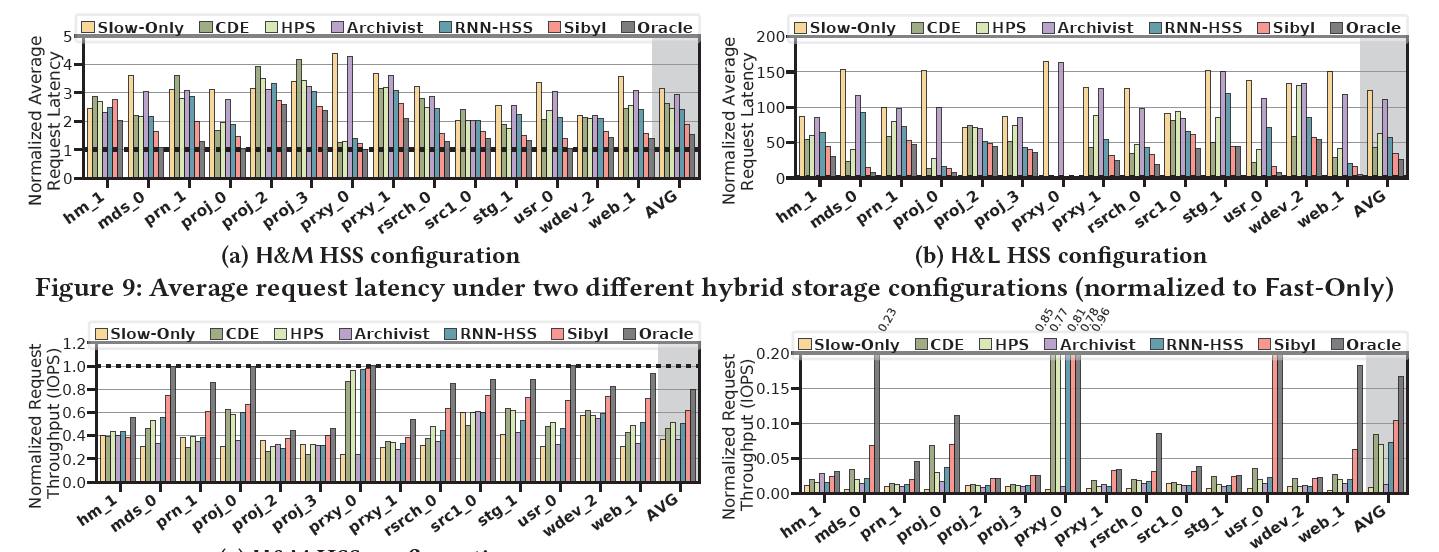 Slow-Only CDE HPS Archivist RNN-HSS Sibyl Oracle
Normalized Average
Request Latency
5
4
3
2
1
0
hm_1 mds_0 prn_1 proj_0 proj_2 proj_3 prxy_0 prxy_1 rsrch_0 src1_0 stg_1 usr_0 wdev_2 web_1 AVG
(a) H&M HSS configuration
Slow-Only CDE HPS Archivist RNN-HSS Sibyl Oracle
Normalized Average
Request Latency
200
150
100
50
0
hm_1 mds_0 prn_1 proj_0 proj_2 proj_3 prxy_0 prxy_1 rsrch_0 src1_0 stg_1 usr_0 wdev_2 web_1 AVG
(b) H&L HSS configuration
Figure 9: Average request latency under two different hybrid storage configurations (normalized to Fast-Only)
Slow-Only CDE HPS Archivist RNN-HSS Sibyl Oracle
Normalized Request
Throughput (IOPS)
1.2
1.0
0.8
0.6
0.4
0.2
0.0
hm_1 mds_0 prn_1 proj_0 proj_2 proj_3 prxy_0 prxy_1 rsrch_0 src1_0 stg_1 usr_0 wdev_2 web_1 AVG
0.23 0.85 0.77 0.81 0.78 0.96
Slow-Only CDE HPS Archivist RNN-HSS Sibyl Oracle
Normalized Request
Throughput (IOPS)
0.20
0.15
0.10
0.05
0.00
hm_1 mds_0 prn_1 proj_0 proj_2 proj_3 prxy_0 prxy_1 rsrch_0 src1_0 stg_1 usr_0 wdev_2 web_1 AVG